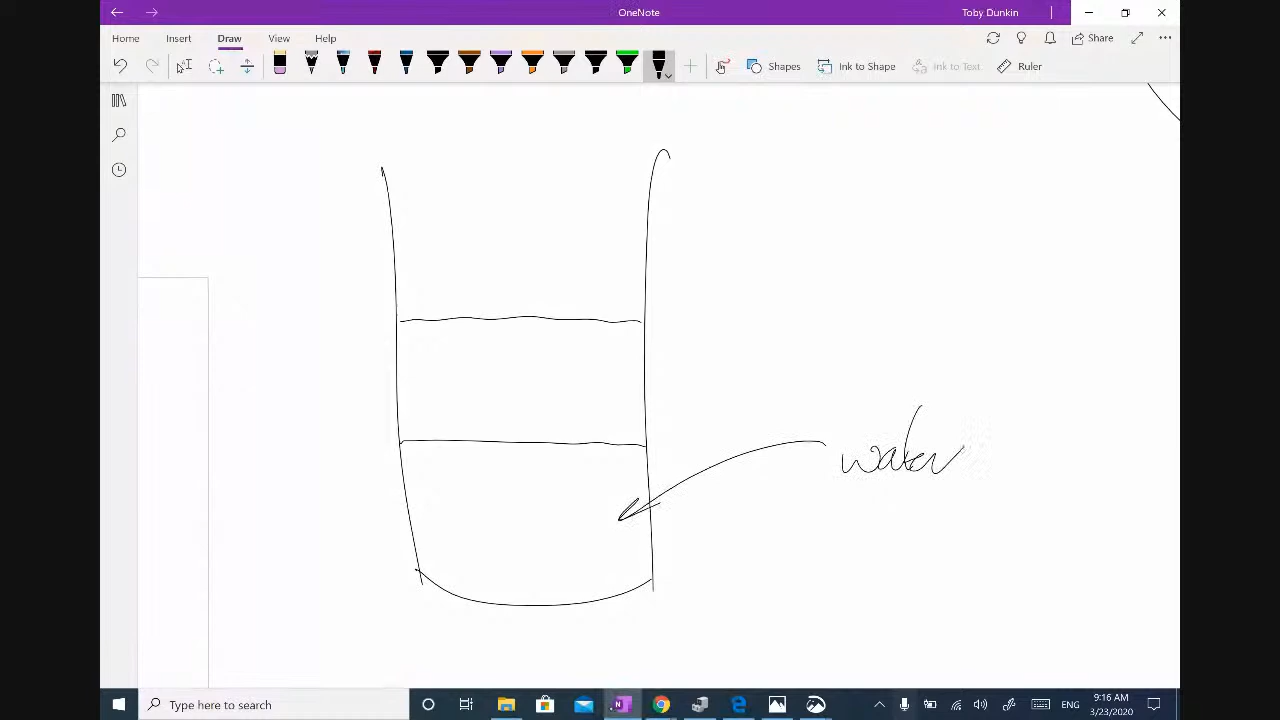 OneNote
Toby Dunkin
Home Insert Draw View Help
Share
Shapes Ink to Shape Ink to Text Ruler
water
Type here to search
ENG
9:16 AM
3/23/2020